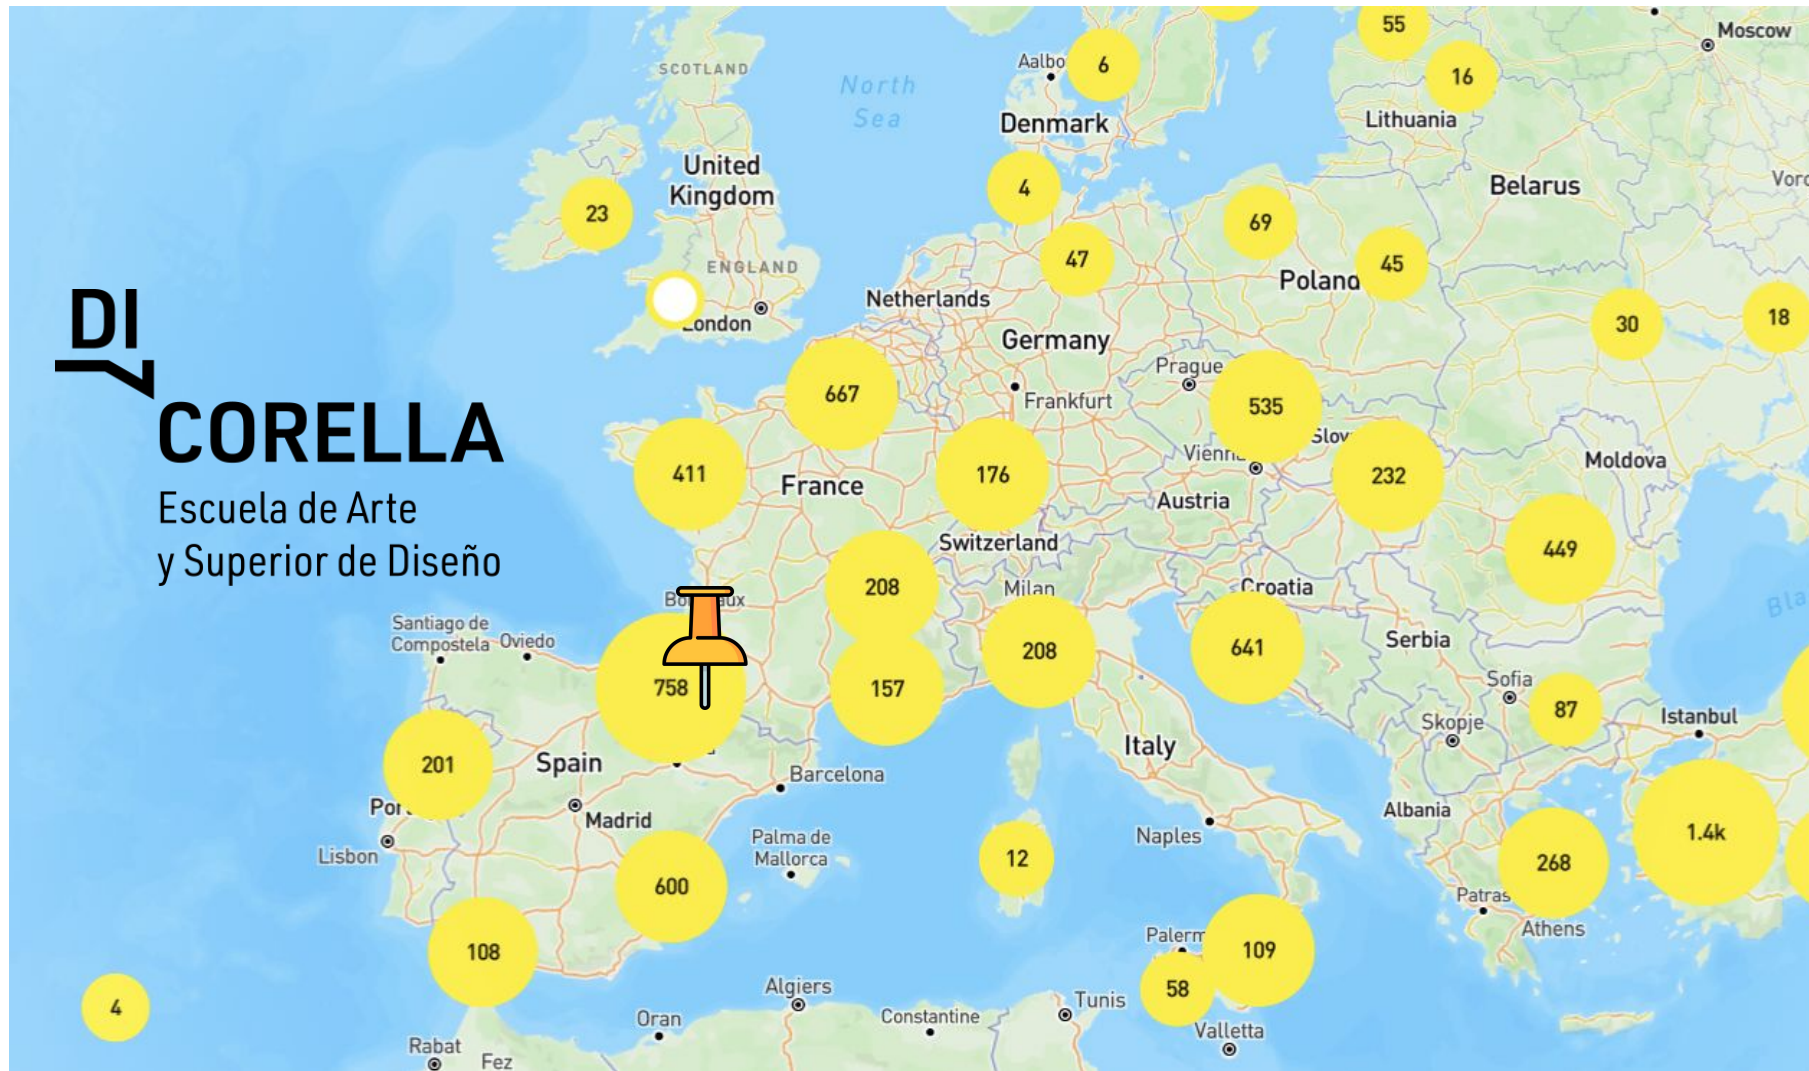 DI
CORELLA
Escuela de Arte
y Superior de Diseño
55
Moscow
SCOTLAND
Aalbo
6
16
North
Sea
Denmark
Lithuania
United
Kingdom
4
Belarus
23
69
47
45
Poland
ENGLAND
Netherlands
London
30
18
Germany
Prague
667
Frankfurt
535
411
France
176
Vienna
232
Moldova
Austria
Switzerland
449
208
Milan
Croatia
Santiago de
Compostela
Oviedo
758
157
208
641
Serbia
Sofia
87
Skopje
Istanbul
201
Spain
Barcelona
Italy
Madrid
Albania
1.4k
Lisbon
Palma de
Mallorca
Naples
12
268
600
Patras
Athens
108
Palerm
109
58
4
Algiers
Tunis
Oran
Constantine
Valletta
Rabat
Fez